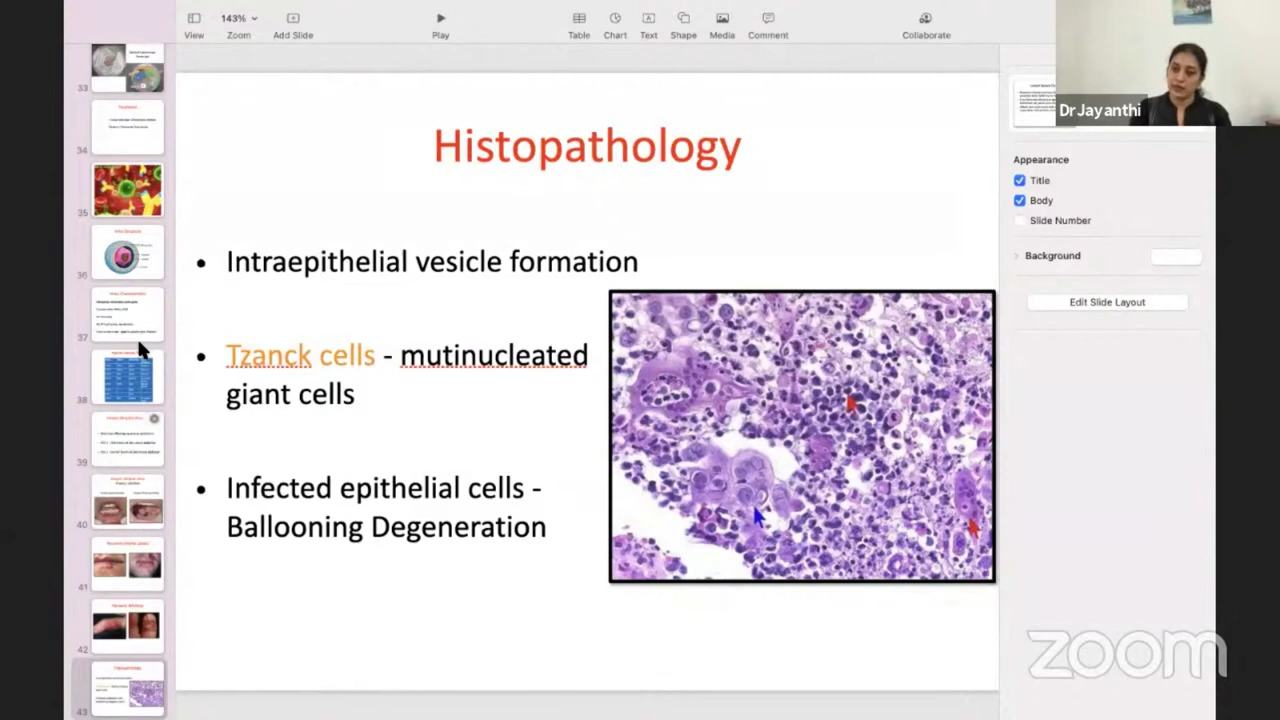 143%
View
Zoom
Add Slide
Play
Table
Chart
Text
Shape
Media
Comment
Collaborate
Dr Jayanthi
33
34
35
36
37
38
39
40
41
42
43
Histopathology
• Intraepithelial vesicle formation
• Tzanck cells - mutinucleated
giant cells
• Infected epithelial cells -
Ballooning Degeneration
Appearance
Title
Body
Slide Number
Background
Edit Slide Layout
zoom